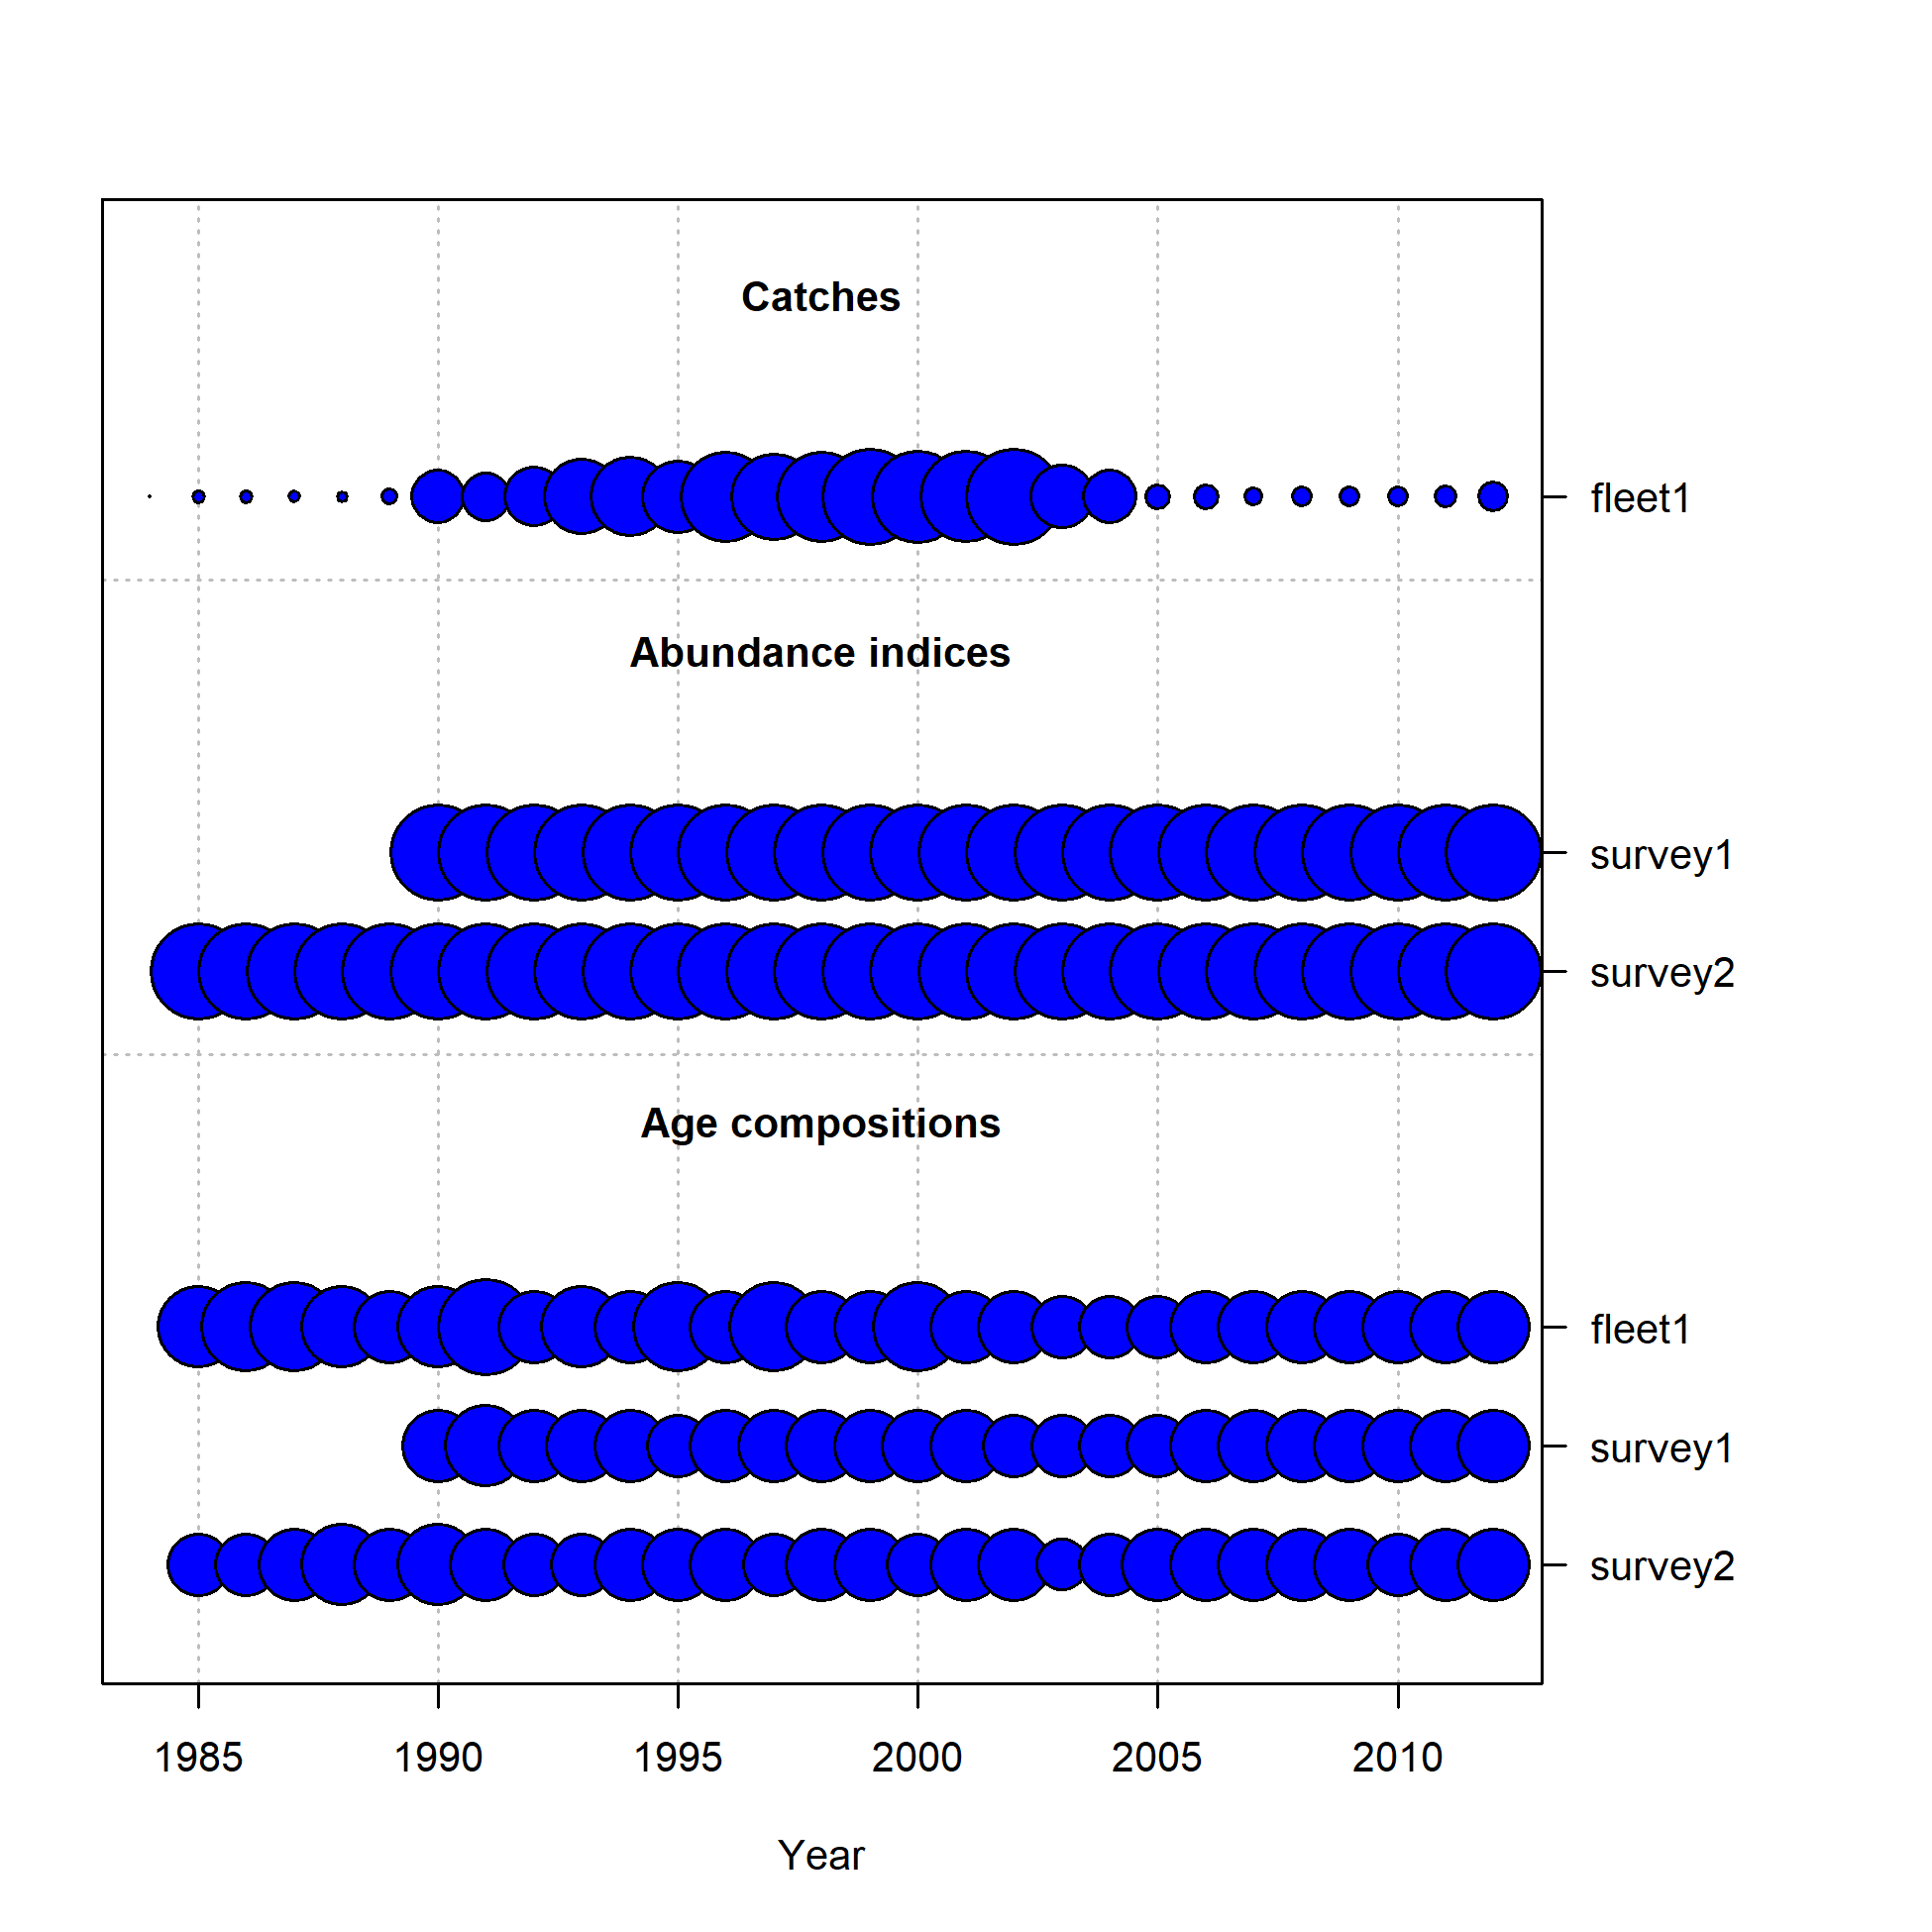 Catches
fleet1
Abundance indices
survey1
survey2
Age compositions
fleet1
survey1
survey2
1985 1990 1995 2000 2005 2010
Year